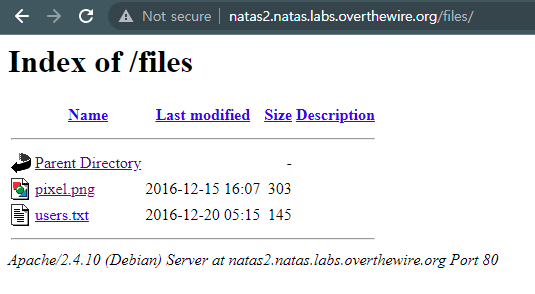 Not secure | natas2.natas.labs.overthewire.org/files/
Index of /files
Name Last modified Size Description
Parent Directory -
pixel.png 2016-12-15 16:07 303
users.txt 2016-12-20 05:15 145
Apache/2.4.10 (Debian) Server at natas2.natas.labs.overthewire.org Port 80